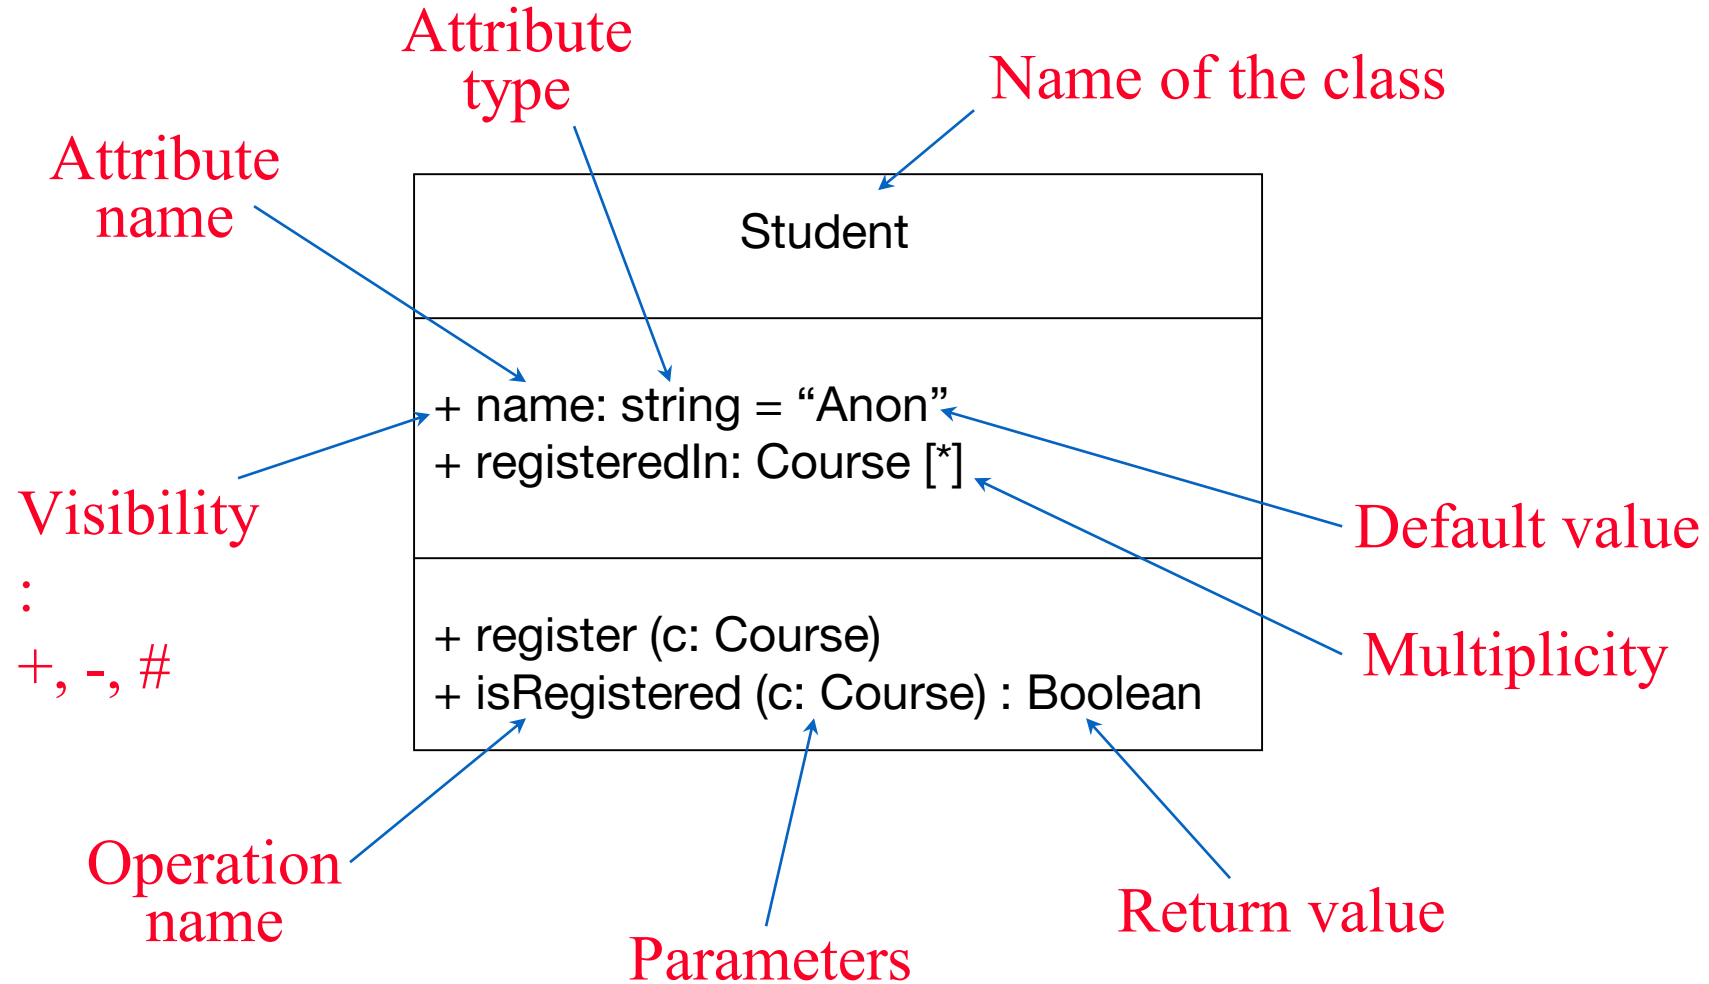 Attribute
type
Name of the class
Attribute
name
Student
+ name: string = “Anon”
+ registeredIn: Course [*]
Visibility
:
+, -, #
Default value
+ register (c: Course)
+ isRegistered (c: Course) : Boolean
Multiplicity
Operation
name
Parameters
Return value